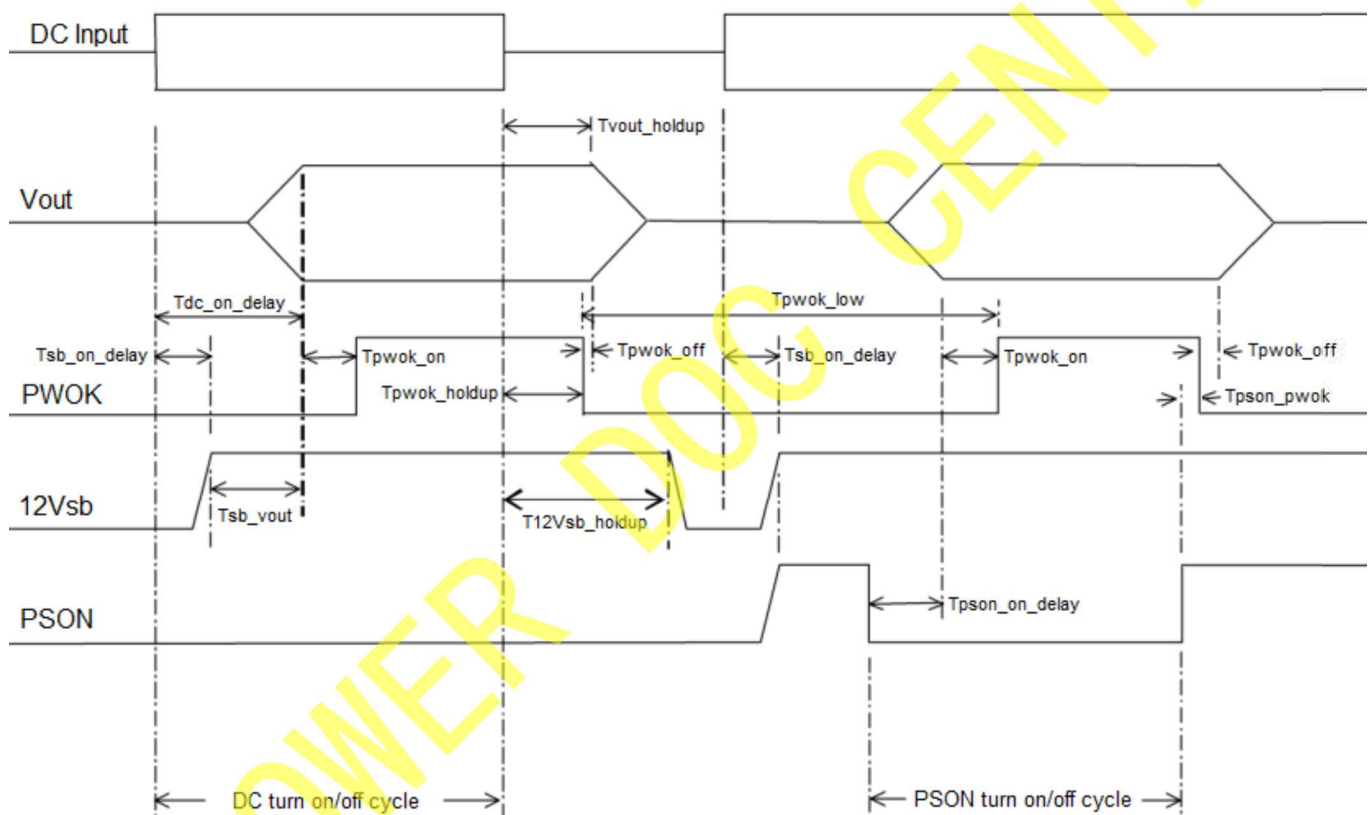 DC Input
Tvout_holdup
Vout
Tdc_on_delay
Tpwok_low
Tsb_on_delay
Tpwok_on
Tpwok_off
Tsb_on_delay
Tpwok_on
Tpwok_off
PWOK
Tpwok_holdup
Tpson_pwok
12Vsb
Tsb_vout
T12Vsb_holdup
PSON
Tpson_on_delay
DC turn on/off cycle
PSON turn on/off cycle
POWER DOC CENT